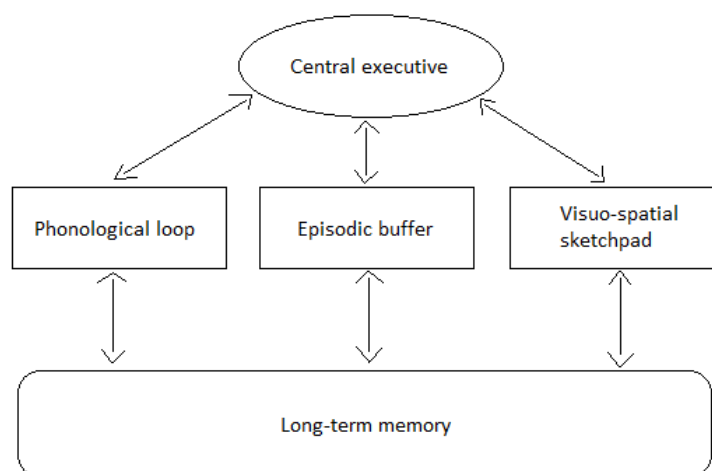 Central executive
Phonological loop
Episodic buffer
Visuo-spatial
sketchpad
Long-term memory